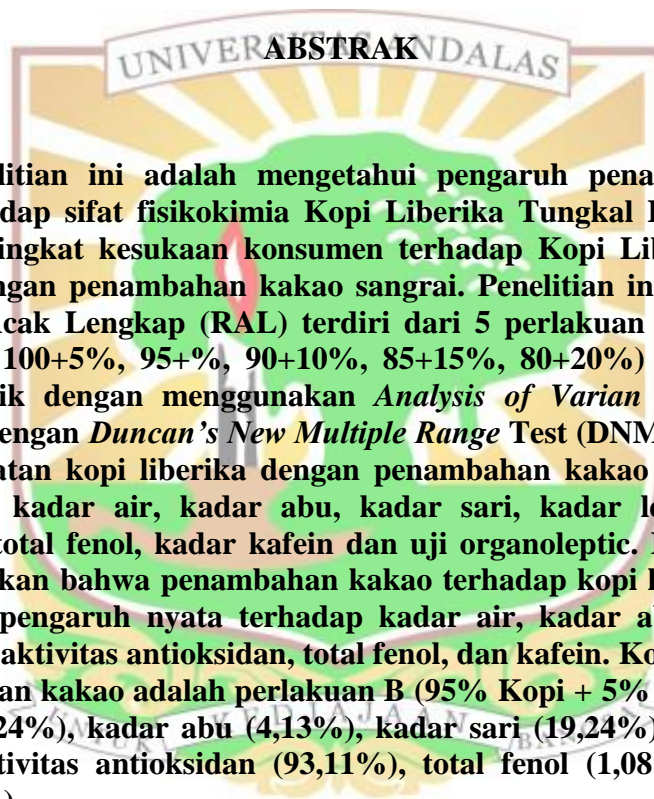 UNIVERSITAS ANDALAS
ABSTRAK
litian ini adalah mengetahui pengaruh pena
dap sifat fisikokimia Kopi Liberika Tungkal
ingkat kesukaan konsumen terhadap Kopi Lib
ngan penambahan kakao sangrai. Penelitian in
cak Lengkap (RAL) terdiri dari 5 perlakuan
100+5%, 95+%, 90+10%, 85+15%, 80+20%)
ik dengan menggunakan Analysis of Varian
engan Duncan's New Multiple Range Test (DNM
atan kopi liberika dengan penambahan kakao
kadar air, kadar abu, kadar sari, kadar le
total fenol, kadar kafein dan uji organoleptic.
kan bahwa penambahan kakao terhadap kopi l
pengaruh nyata terhadap kadar air, kadar ab
aktivitas antioksidan, total fenol, dan kafein. Ko
an kakao adalah perlakuan B (95% Kopi + 5%
24%), kadar abu (4,13%), kadar sari (19,24%)
UNTUK KEDJAJAAN BANGSA
tivitas antioksidan (93,11%), total fenol (1,08